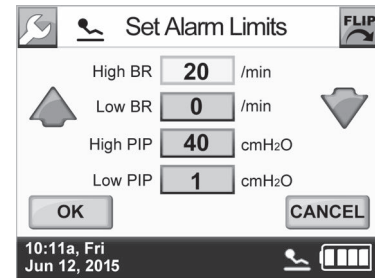 Set Alarm Limits
FLIP
High BR 20 /min
Low BR 0 /min
High PIP 40 cmH2O
Low PIP 1 cmH2O
OK CANCEL
10:11a, Fri
Jun 12, 2015